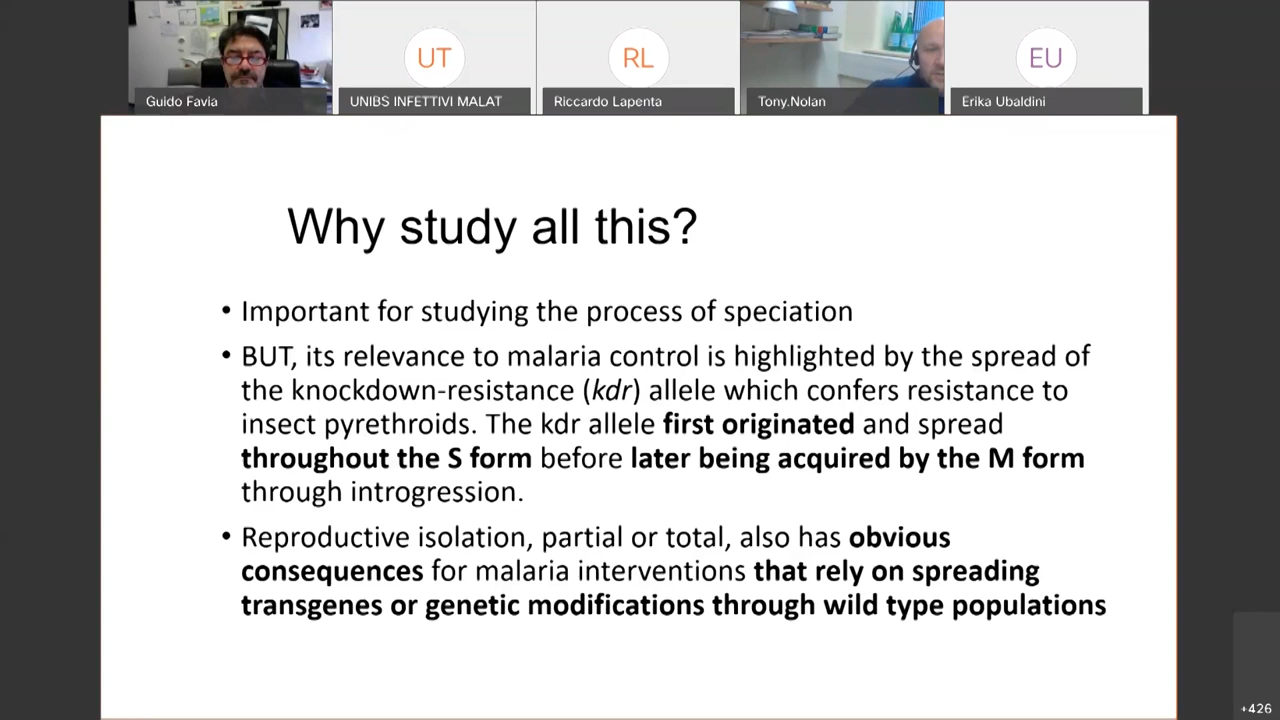 UT
RL
EU
Guido Favia
UNIBS INFETTIVI MALAT
Riccardo Lapenta
Tony.Nolan
Erika Ubaldini
Why study all this?
• Important for studying the process of speciation
• BUT, its relevance to malaria control is highlighted by the spread of
the knockdown-resistance (kdr) allele which confers resistance to
insect pyrethroids. The kdr allele first originated and spread
throughout the S form before later being acquired by the M form
through introgression.
• Reproductive isolation, partial or total, also has obvious
consequences for malaria interventions that rely on spreading
transgenes or genetic modifications through wild type populations
+426